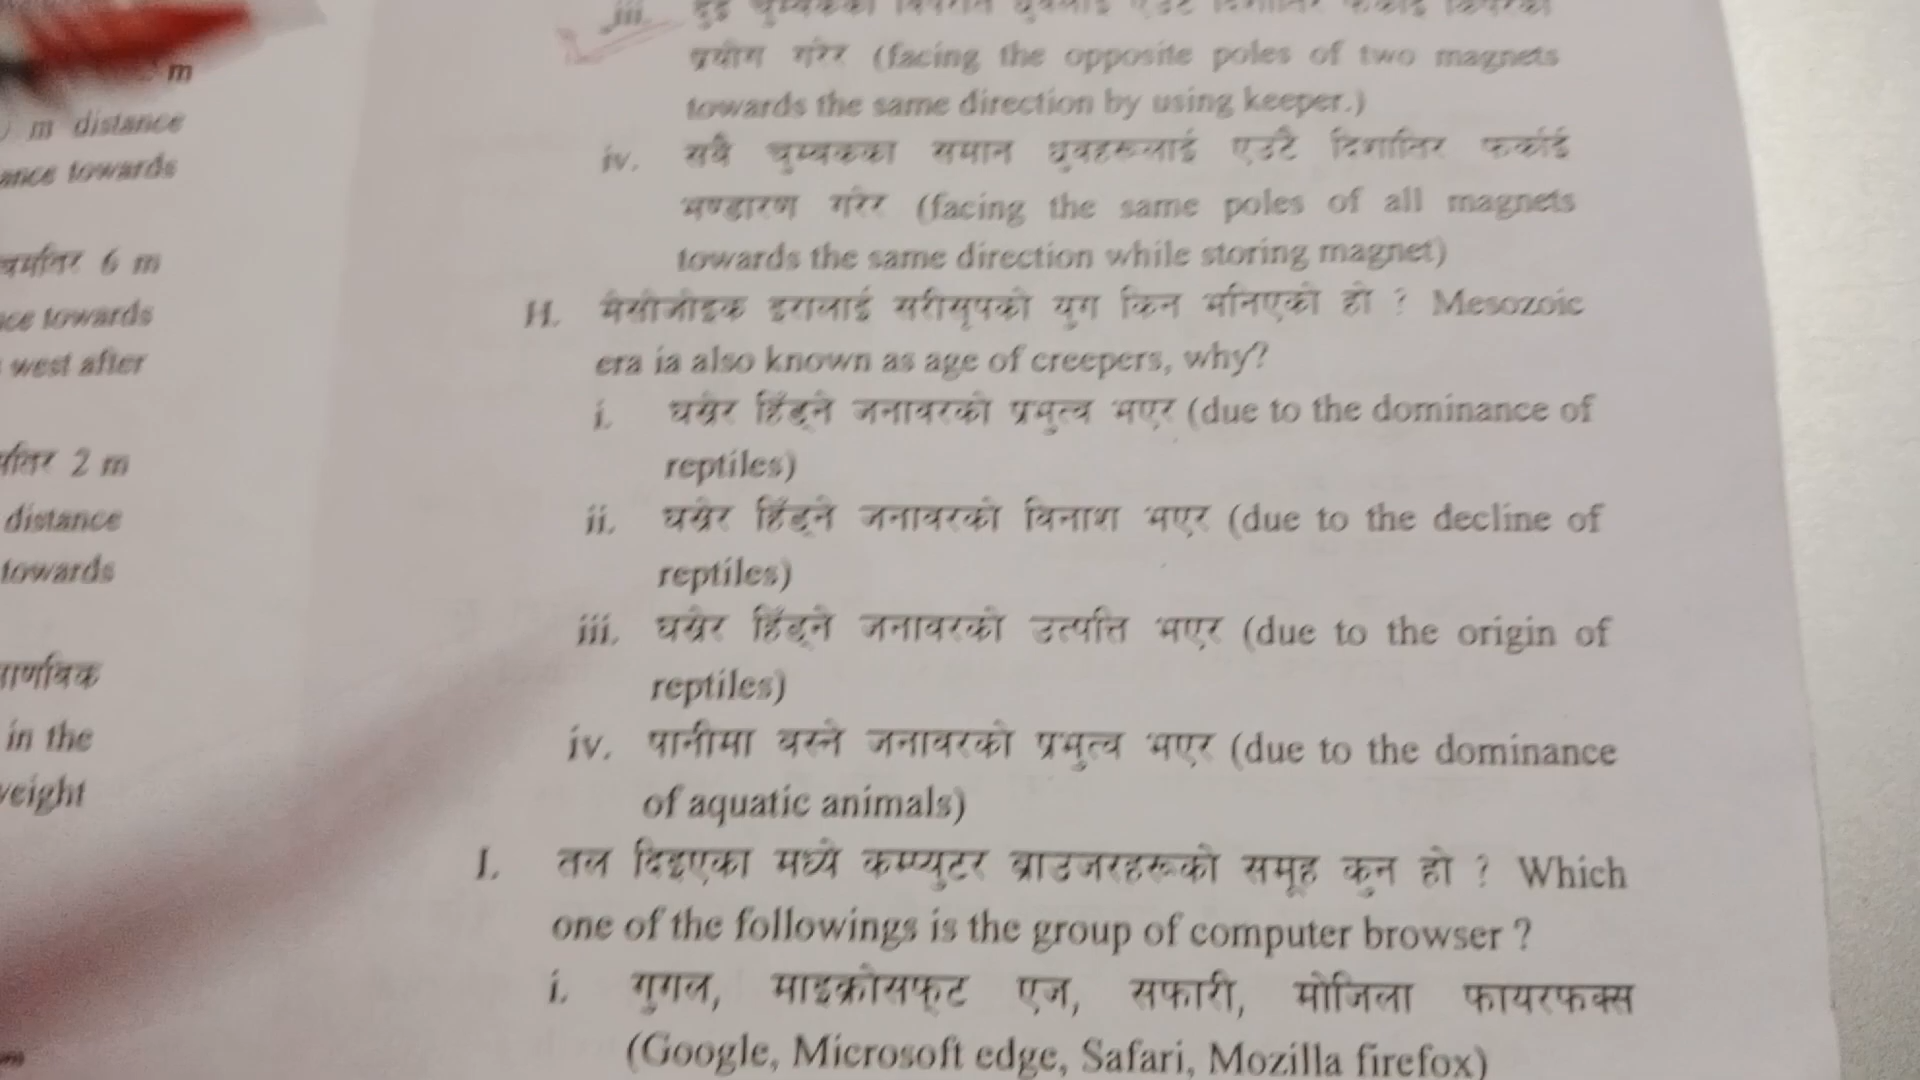 m
m distance
ance towards
6 m
ce towards
west after
2 m
distance
towards
in the
eight
iii.
प्रयोग गरेर (facing the opposite poles of two magnets
towards the same direction by using keeper.)
iv. सबै चुम्बकका समान ध्रुवहरूलाई एउटै दिशातिर फर्काई
भण्डारण गरेर (facing the same poles of all magnets
towards the same direction while storing magnet)
H. मेसोजोइक इरालाई सरीसृपको युग किन भनिएको हो ? Mesozoic
era ia also known as age of creepers, why?
i. घस्रेर हिँड्ने जनावरको प्रभुत्व भएर (due to the dominance of
reptiles)
ii. घस्रेर हिँड्ने जनावरको विनाश भएर (due to the decline of
reptiles)
iii. घस्रेर हिँड्ने जनावरको उत्पत्ति भएर (due to the origin of
reptiles)
iv. पानीमा बस्ने जनावरको प्रभुत्व भएर (due to the dominance
of aquatic animals)
I. तल दिइएका मध्ये कम्प्युटर ब्राउजरहरूको समूह कुन हो ? Which
one of the followings is the group of computer browser ?
i. गुगल, माइक्रोसफ्ट एज, सफारी, मोजिला फायरफक्स
(Google, Microsoft edge, Safari, Mozilla firefox)